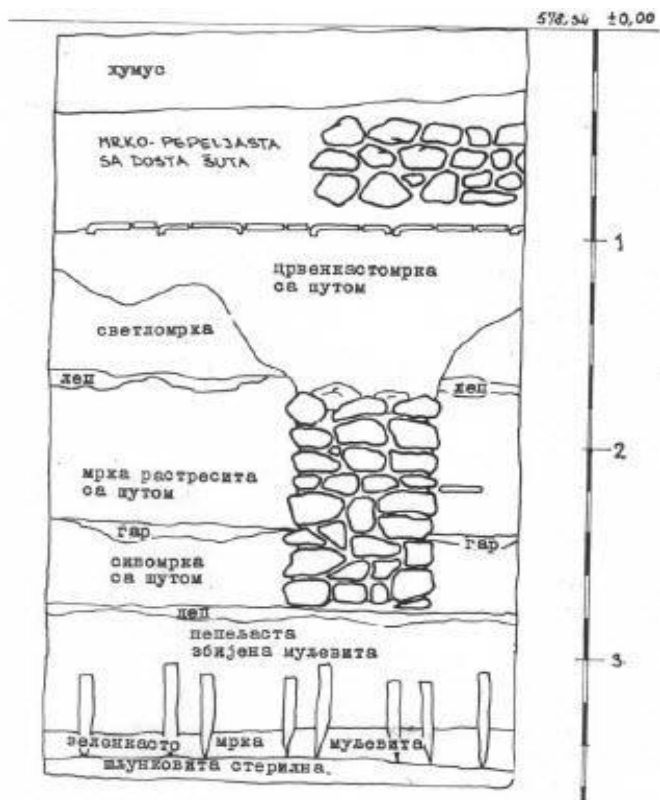 578,34 ±0,00
хумус
MRKO-PEPELJASTA
SA DOSTA ŠUTA
1
црвенкастомрка
са шутом
светломрка
леп
леп
2
мрка растресита
са шутом
гар
гар
сивомрка
са шутом
леп
пепељаста
збијена муљевита
3
зеленкасто мрка муљевита
шљунковита стерилна